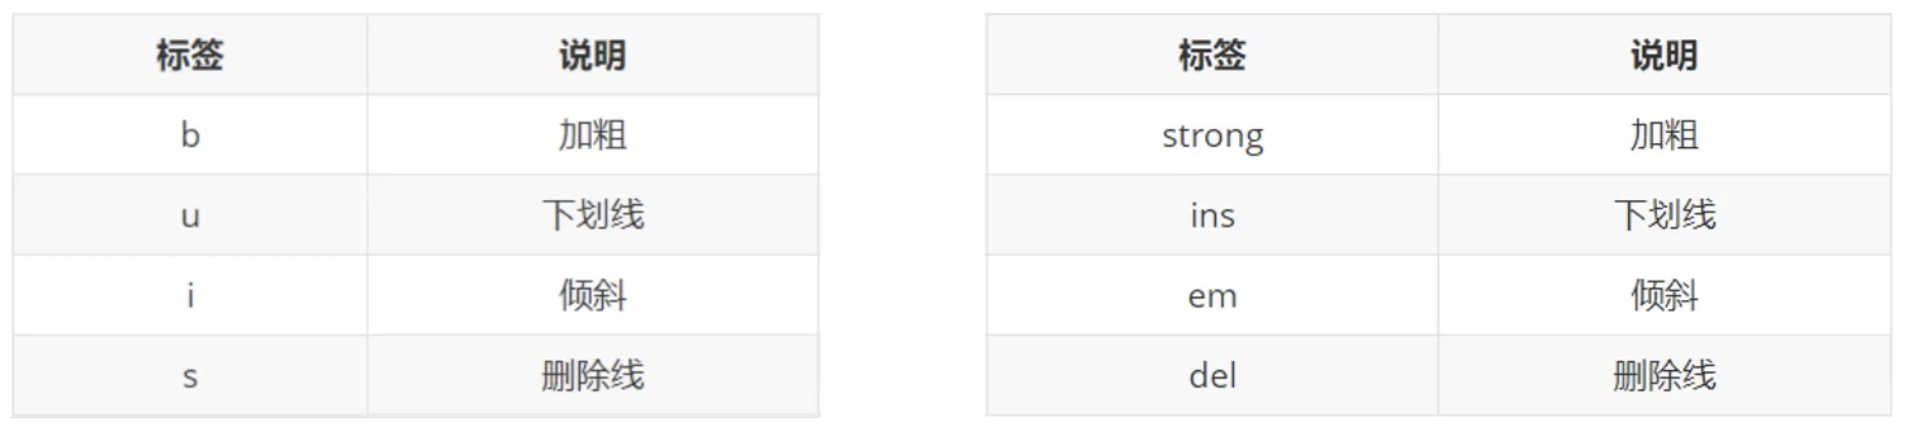 标签 说明
b 加粗
u 下划线
i 倾斜
s 删除线
标签 说明
strong 加粗
ins 下划线
em 倾斜
del 删除线